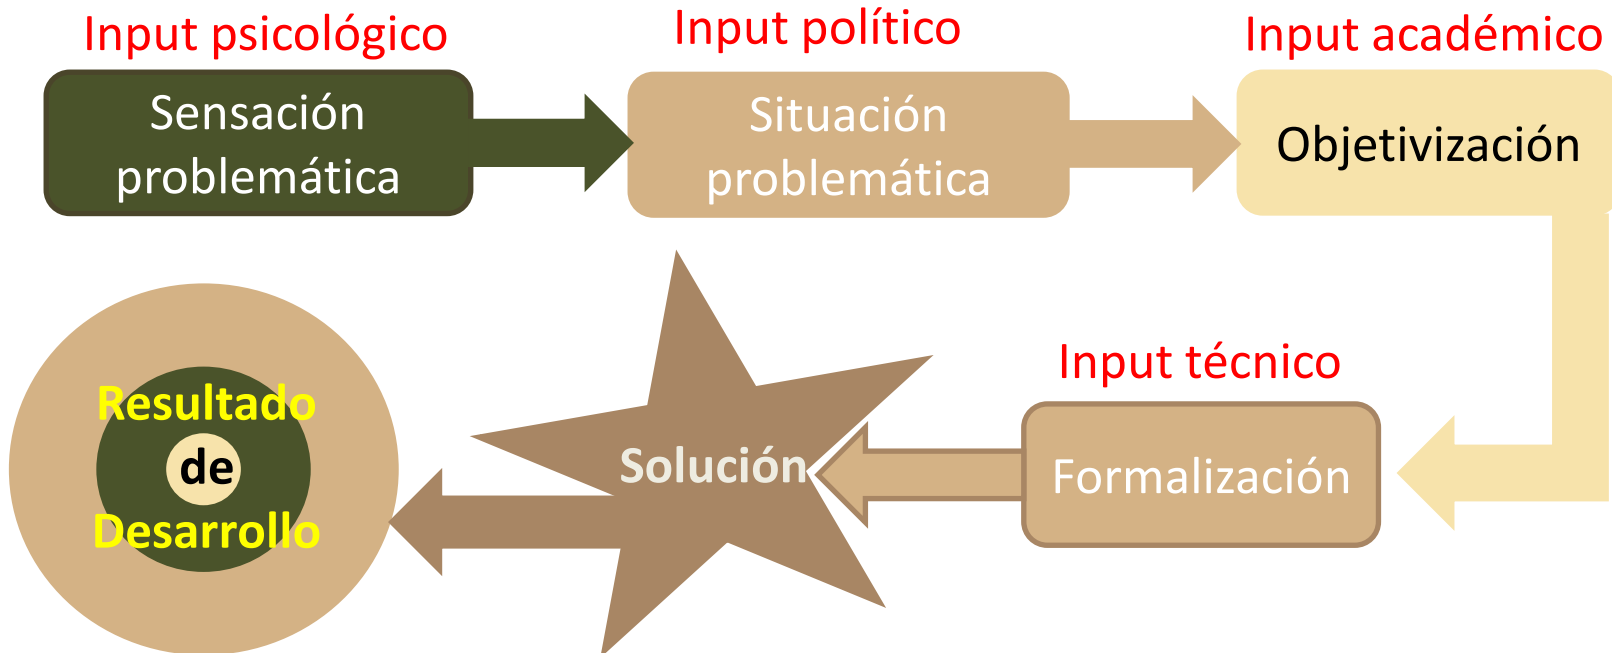 Input psicológico
Input político
Input académico
Sensación
problemática
Situación
problemática
Objetivización
Input técnico
Formalización
Solución
Resultado
de
Desarrollo